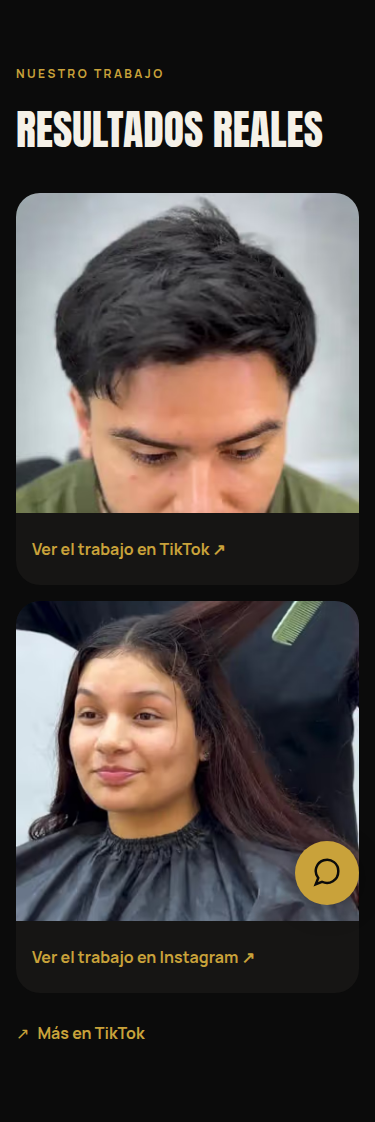 NUESTRO TRABAJO
RESULTADOS REALES
Ver el trabajo en TikTok ↗
Ver el trabajo en Instagram ↗
↗ Más en TikTok